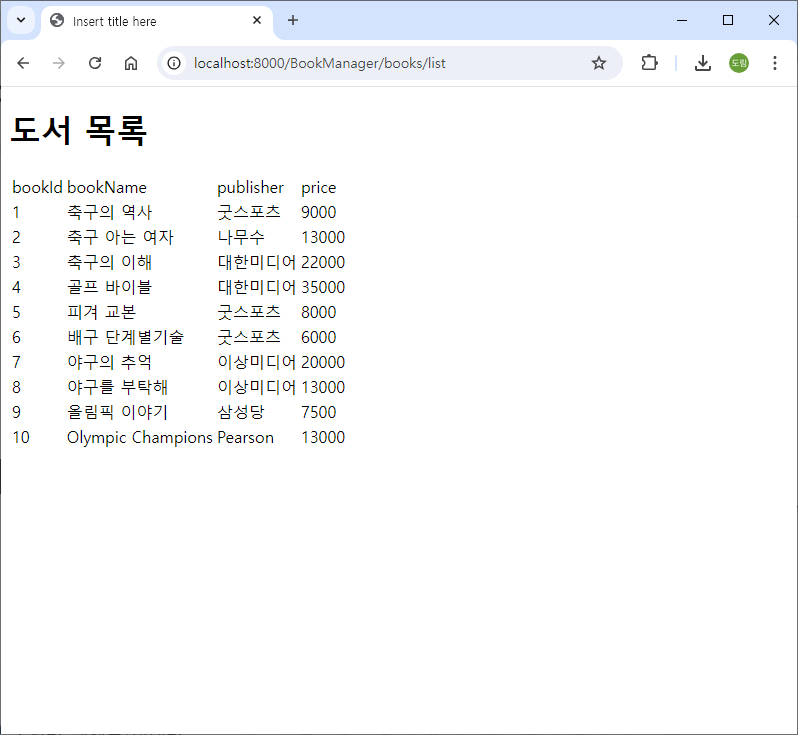 Insert title here
localhost:8000/BookManager/books/list
도림
도서 목록
bookId bookName publisher price
1 축구의 역사 굿스포츠 9000
2 축구 아는 여자 나무수 13000
3 축구의 이해 대한미디어 22000
4 골프 바이블 대한미디어 35000
5 피겨 교본 굿스포츠 8000
6 배구 단계별기술 굿스포츠 6000
7 야구의 추억 이상미디어 20000
8 야구를 부탁해 이상미디어 13000
9 올림픽 이야기 삼성당 7500
10 Olympic Champions Pearson 13000